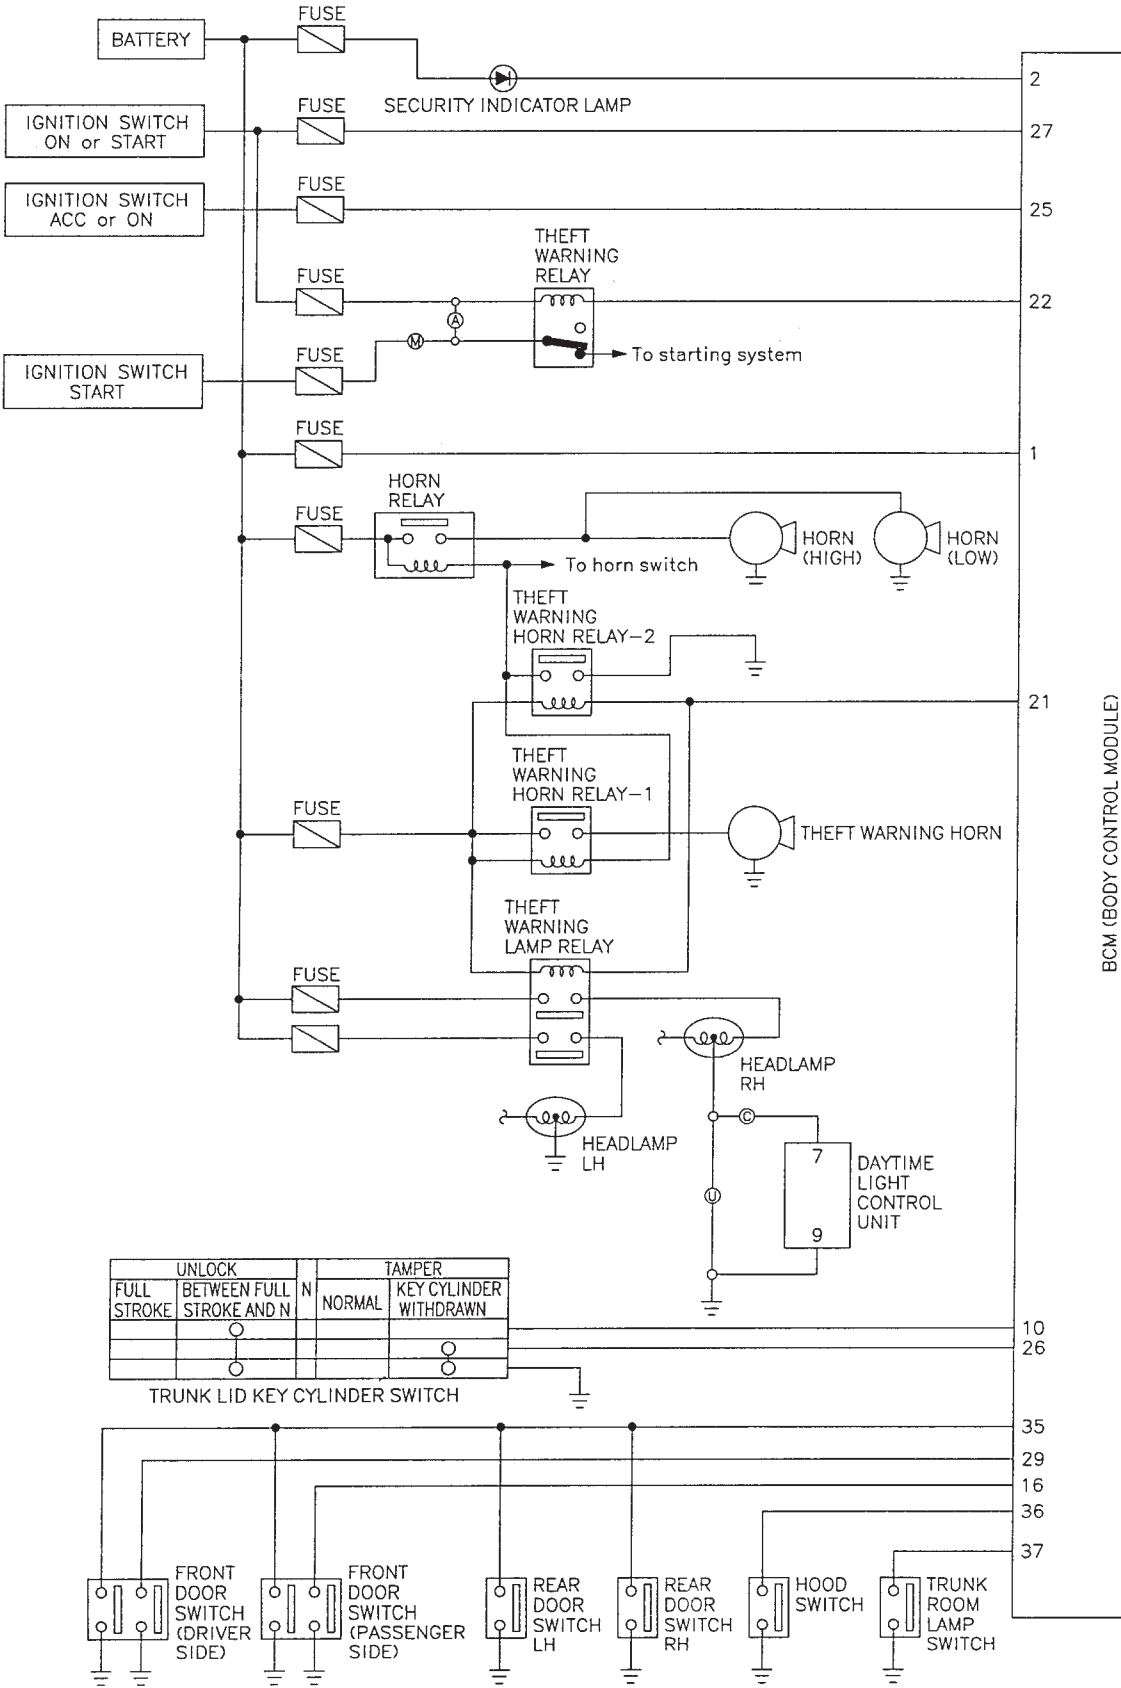 FUSE
BATTERY
2
SECURITY INDICATOR LAMP
FUSE
IGNITION SWITCH
ON or START
27
FUSE
IGNITION SWITCH
ACC or ON
25
THEFT
WARNING
RELAY
FUSE
22
A
M
To starting system
FUSE
IGNITION SWITCH
START
FUSE
1
HORN
RELAY
FUSE
HORN
(HIGH)
HORN
(LOW)
To horn switch
THEFT
WARNING
HORN RELAY-2
21
BCM (BODY CONTROL MODULE)
THEFT
WARNING
HORN RELAY-1
FUSE
THEFT WARNING HORN
THEFT
WARNING
LAMP RELAY
FUSE
HEADLAMP
RH
C
HEADLAMP
LH
7
DAYTIME
LIGHT
CONTROL
UNIT
U
9
UNLOCK
N
TAMPER
FULL
STROKE
BETWEEN FULL
STROKE AND N
NORMAL
KEY CYLINDER
WITHDRAWN
10
26
TRUNK LID KEY CYLINDER SWITCH
35
29
16
36
37
FRONT
DOOR
SWITCH
(DRIVER
SIDE)
FRONT
DOOR
SWITCH
(PASSENGER
SIDE)
REAR
DOOR
SWITCH
LH
REAR
DOOR
SWITCH
RH
HOOD
SWITCH
TRUNK
ROOM
LAMP
SWITCH